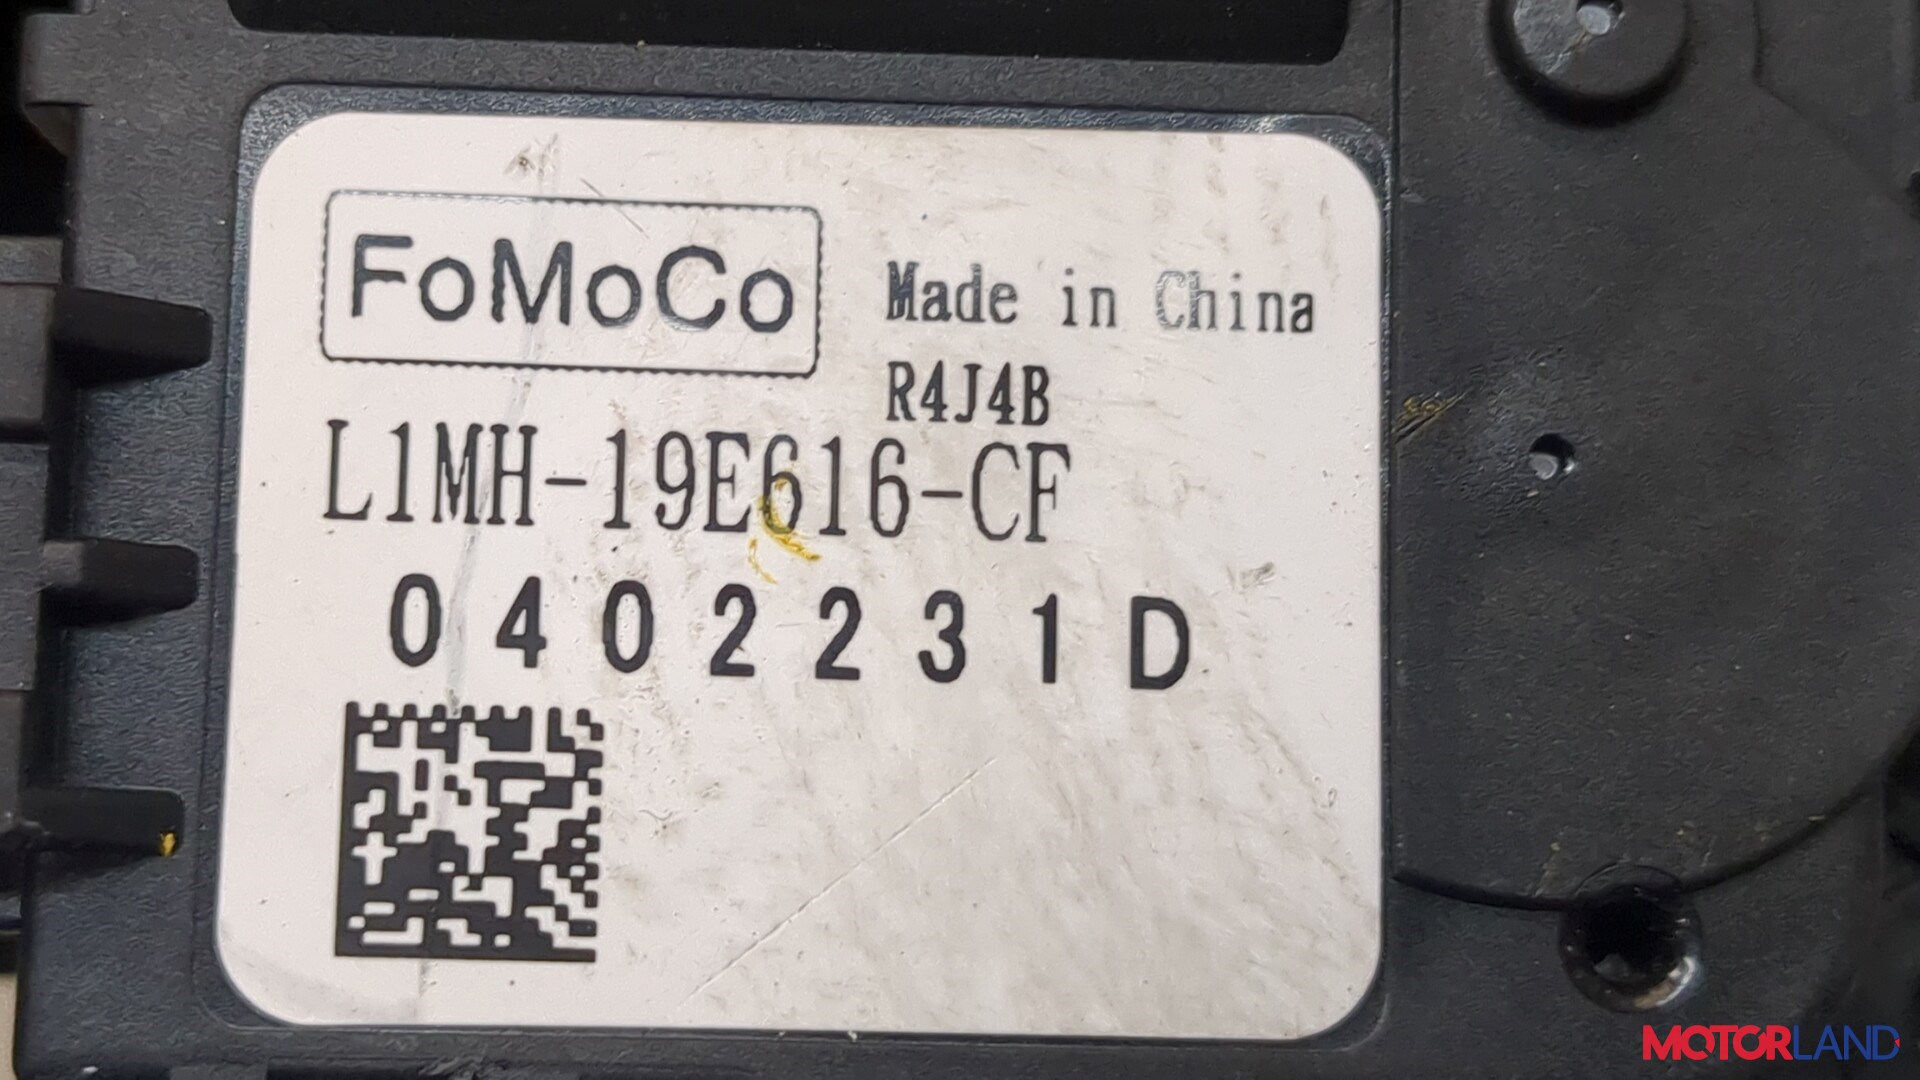 FoMoCo
Made in China
R4J4B
L1MH-19E616-CF
0402231D
MOTORLAND